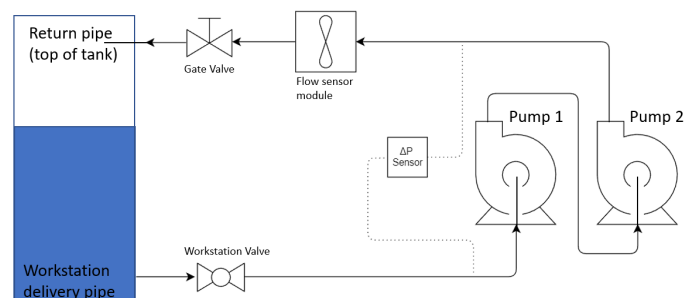 Return pipe
(top of tank)
Gate Valve
Flow sensor
module
Pump 1
Pump 2
ΔP
Sensor
Workstation Valve
Workstation
delivery pipe